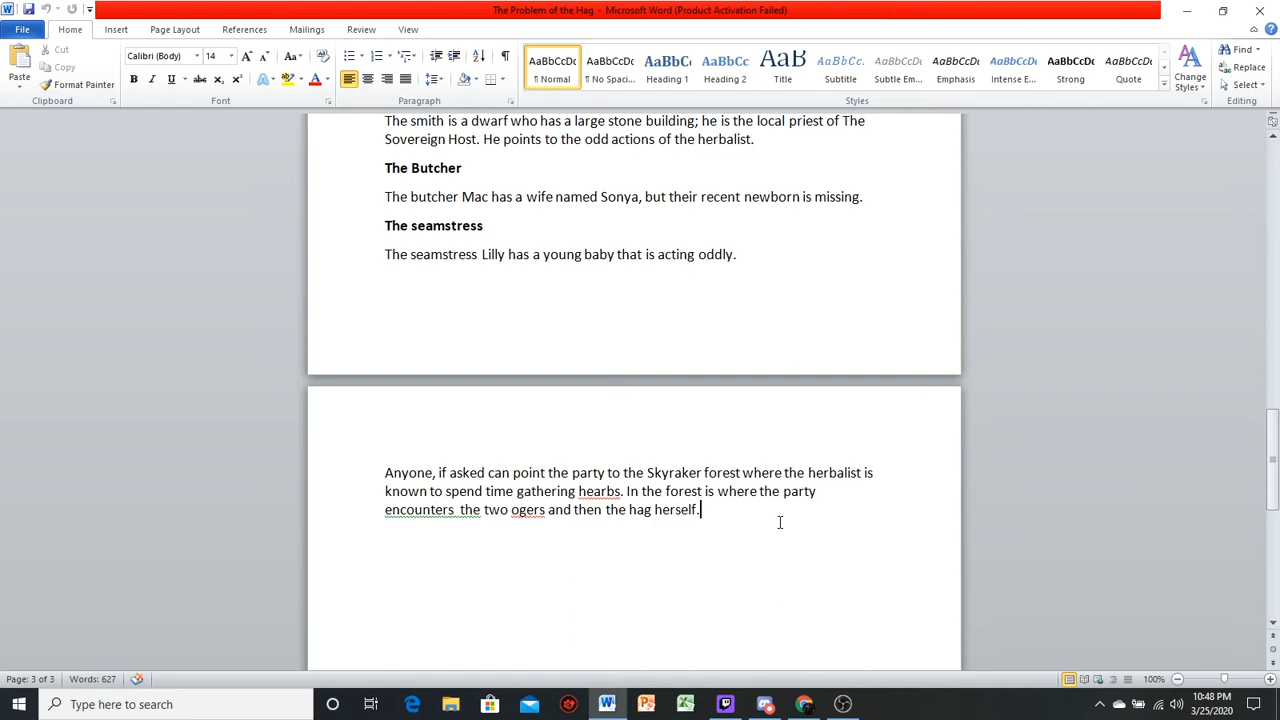 The Problem of the Hag - Microsoft Word (Product Activation Failed)
File Home Insert Page Layout References Mailings Review View
Paste
Cut
Copy
Format Painter
Clipboard
Calibri (Body) 14
Font
Paragraph
AaBbCcDc AaBbCcDc AaBbC AaBbCc AaB AaBbCc. AaBbCcDc AaBbCcDc AaBbCcDc AaBbCcDc AaBbCcDc
¶ Normal ¶ No Spaci... Heading 1 Heading 2 Title Subtitle Subtle Em... Emphasis Intense E... Strong Quote
Styles
Change
Styles
Find
Replace
Select
Editing
The smith is a dwarf who has a large stone building; he is the local priest of The
Sovereign Host. He points to the odd actions of the herbalist.
The Butcher
The butcher Mac has a wife named Sonya, but their recent newborn is missing.
The seamstress
The seamstress Lilly has a young baby that is acting oddly.
Anyone, if asked can point the party to the Skyraker forest where the herbalist is
known to spend time gathering hearbs. In the forest is where the party
encounters  the two ogers and then the hag herself.
Page: 3 of 3 Words: 627
100%
Type here to search
10:48 PM
3/25/2020